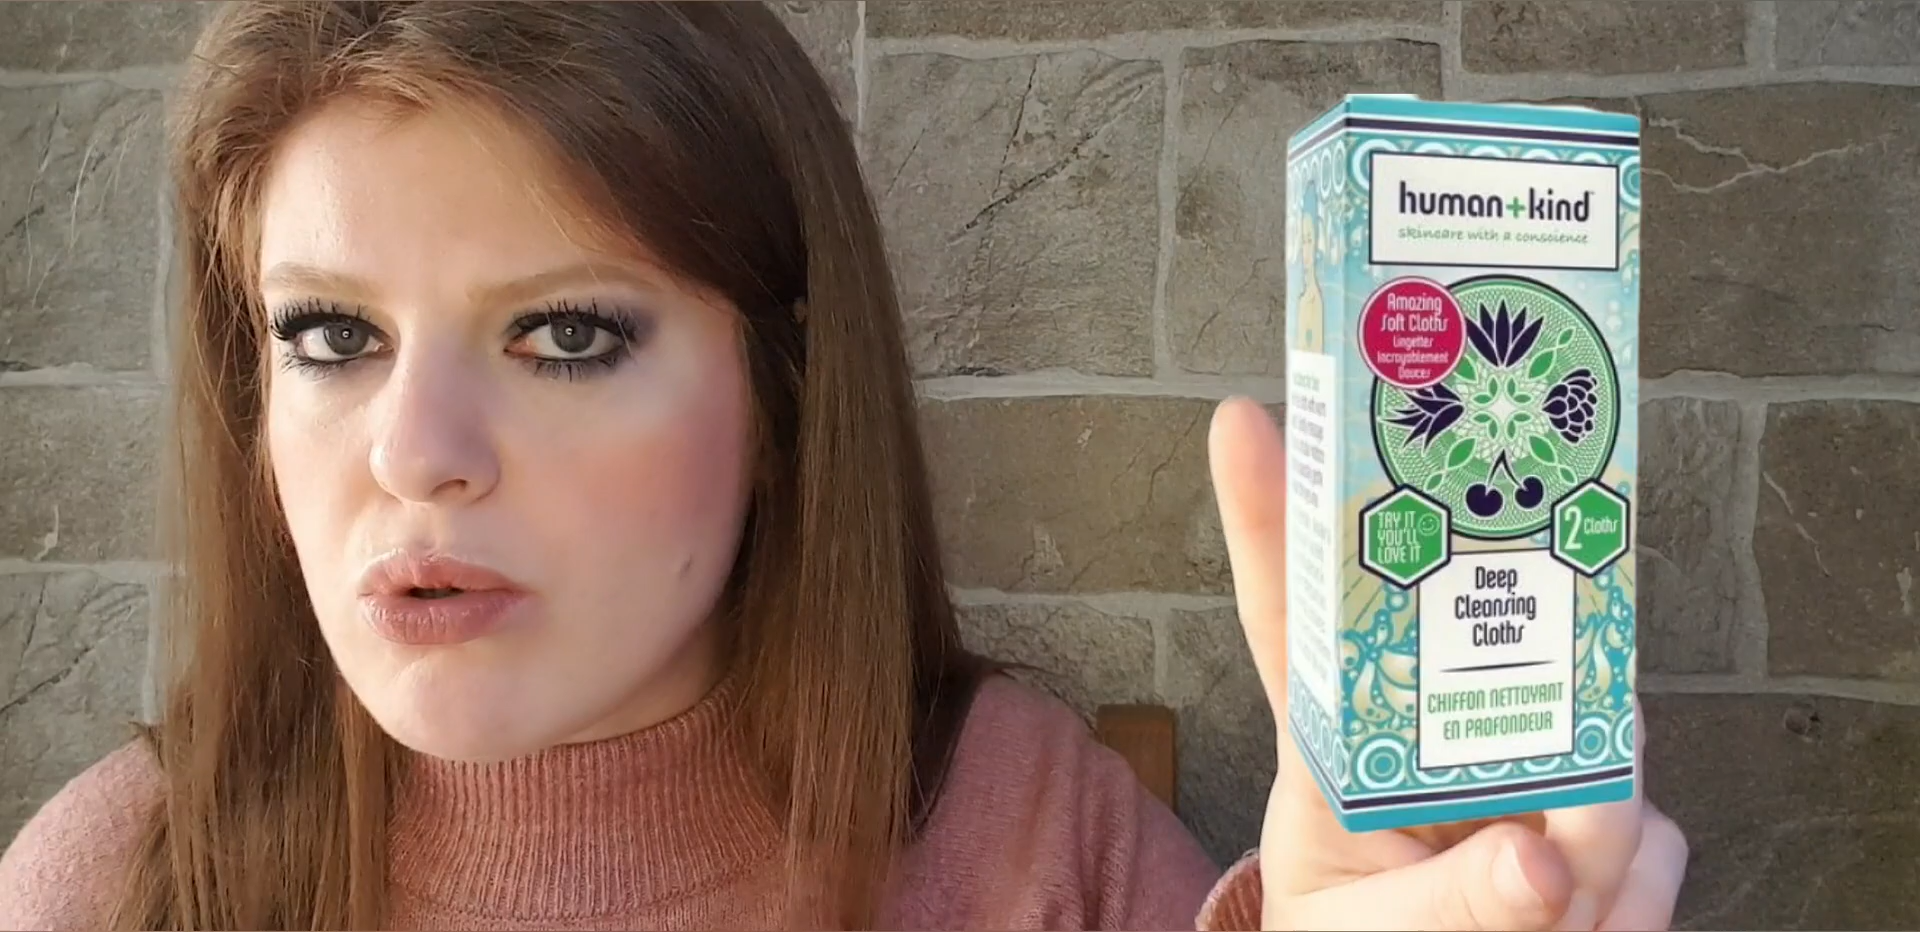 human+kind™
skincare with a conscience
Amazing
Soft Cloths
Lingettes
Incroyablement
Douces
TRY IT
YOU'LL
LOVE IT
2 Cloths
Deep
Cleansing
Cloths
CHIFFON NETTOYANT
EN PROFONDEUR